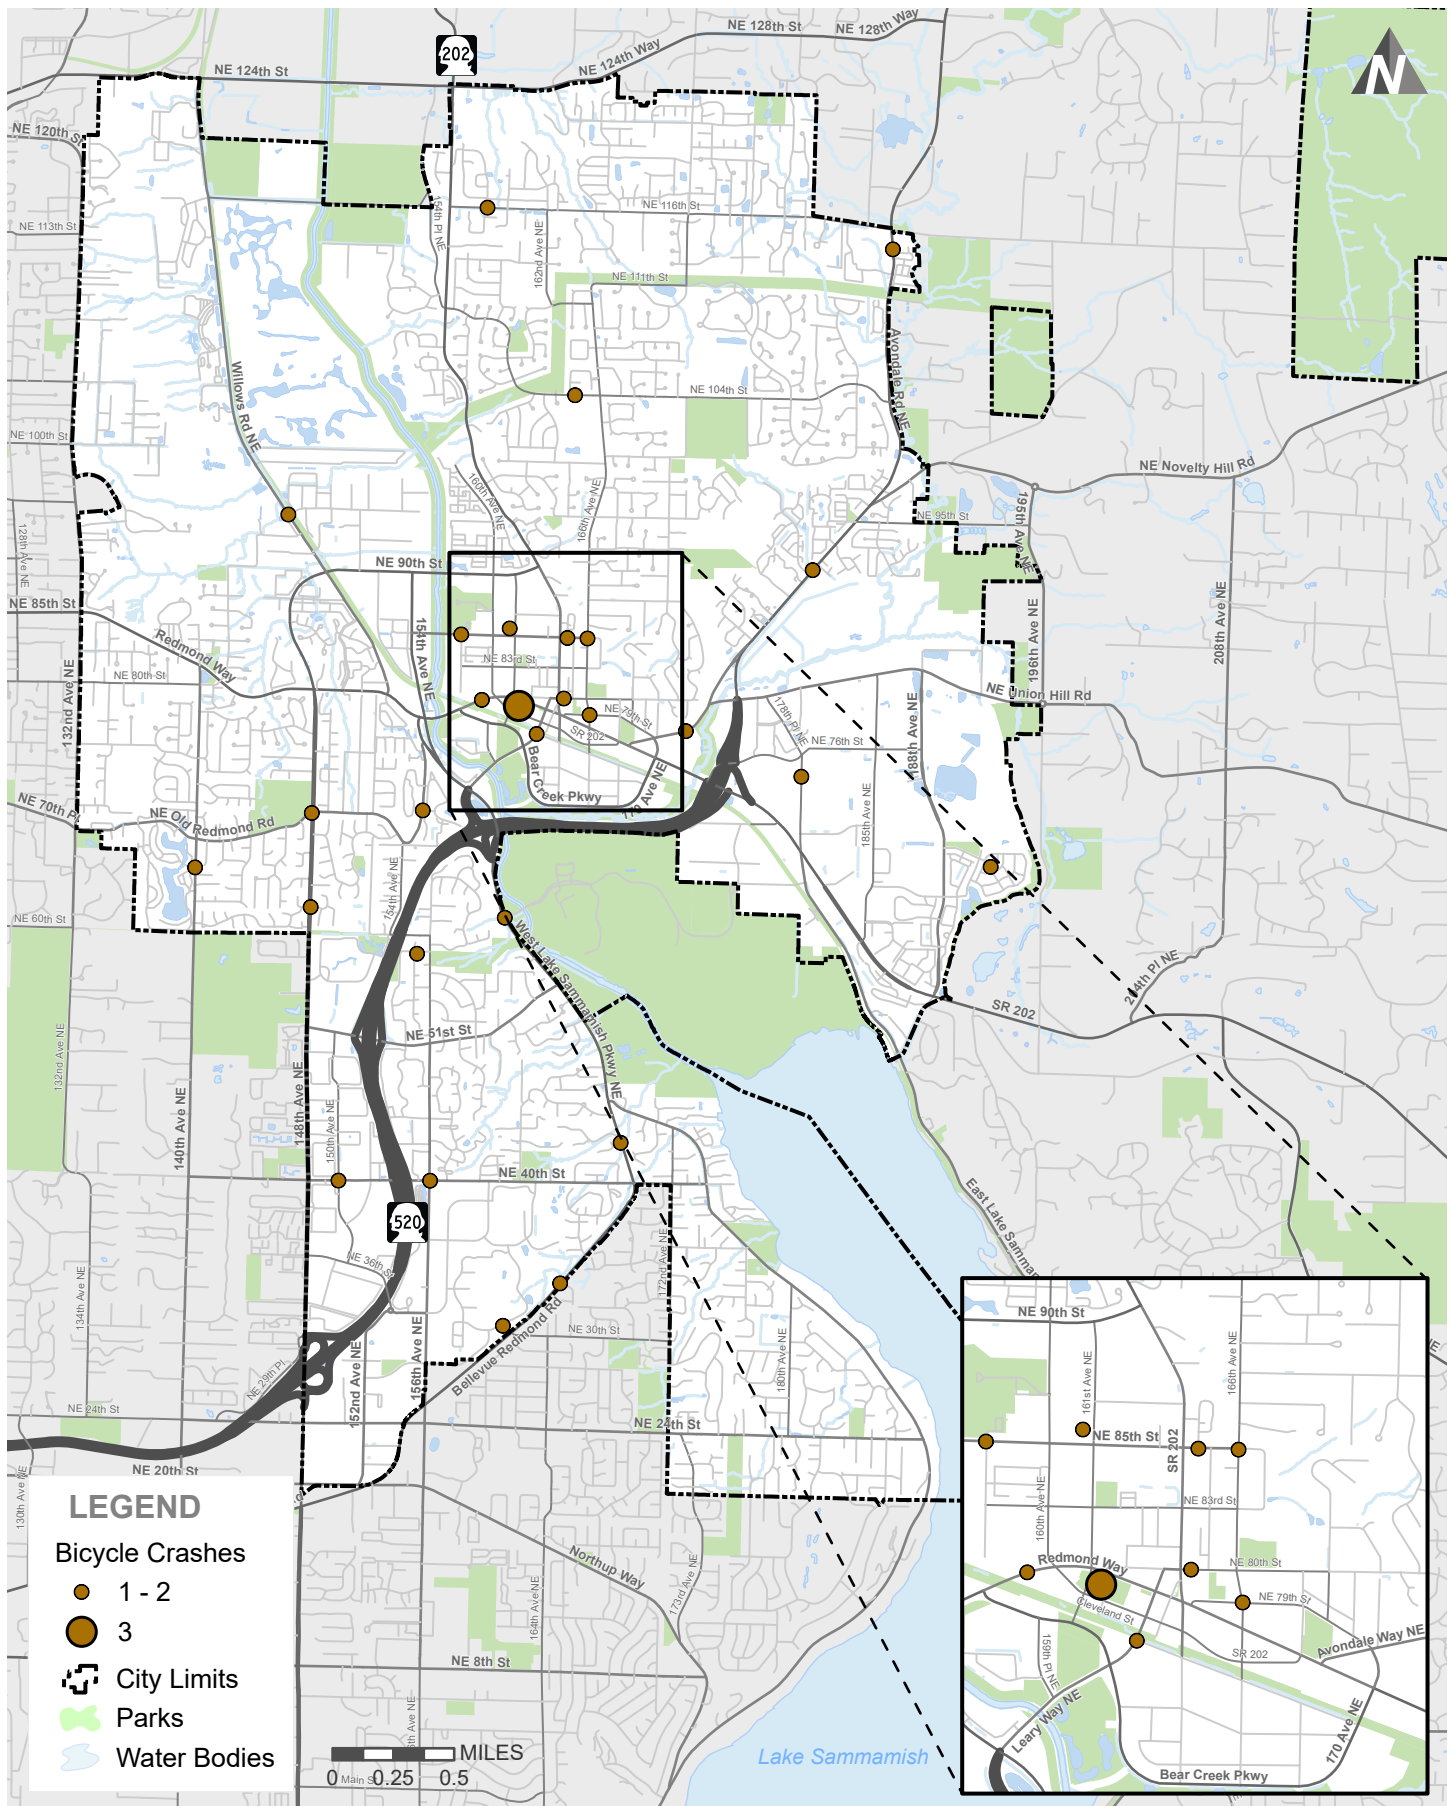 NE 128th St
NE 128th Way
202
NE 124th St
NE 124th Way
N
NE 120th St
154th Pl NE
NE 116th St
NE 113th St
162nd Ave NE
NE 111th St
Avondale Rd NE
Willows Rd NE
NE 104th St
NE 100th St
NE Novelty Hill Rd
160th Ave NE
166th Ave NE
195th Ave NE
NE 95th St
128th Ave NE
NE 90th St
NE 85th St
208th Ave NE
196th Ave NE
154th Ave NE
Redmond Way
NE 83rd St
NE 80th St
132nd Ave NE
NE Union Hill Rd
178th Pl NE
188th Ave NE
NE 79th St
SR 202
NE 76th St
Bear Creek Pkwy
170 Ave NE
NE 70th Pl
NE Old Redmond Rd
185th Ave NE
154th Ave NE
NE 60th St
West Lake Sammamish Pkwy NE
204th Pl NE
SR 202
NE 51st St
132nd Ave NE
148th Ave NE
140th Ave NE
150th Ave NE
NE 40th St
520
East Lake Sammam
172nd Ave NE
NE 36th St
134th Ave NE
Bellevue Redmond Rd
NE 30th St
156th Ave NE
152nd Ave NE
180th Ave NE
NE 29th Pl
NE 24th St
NE 24th St
NE 20th St
130th Ave NE
Northup Way
173rd Ave NE
164th Ave NE
NE 8th St
Lake Sammamish
Main S
NE 90th St
161st Ave NE
166th Ave NE
NE 85th St
SR 202
160th Ave NE
NE 83rd St
Redmond Way
NE 80th St
Cleveland St
NE 79th St
159th Pl NE
SR 202
Avondale Way NE
Leary Way NE
170 Ave NE
Bear Creek Pkwy
LEGEND
Bicycle Crashes
1 - 2
3
City Limits
Parks
Water Bodies
MILES
0 0.25 0.5